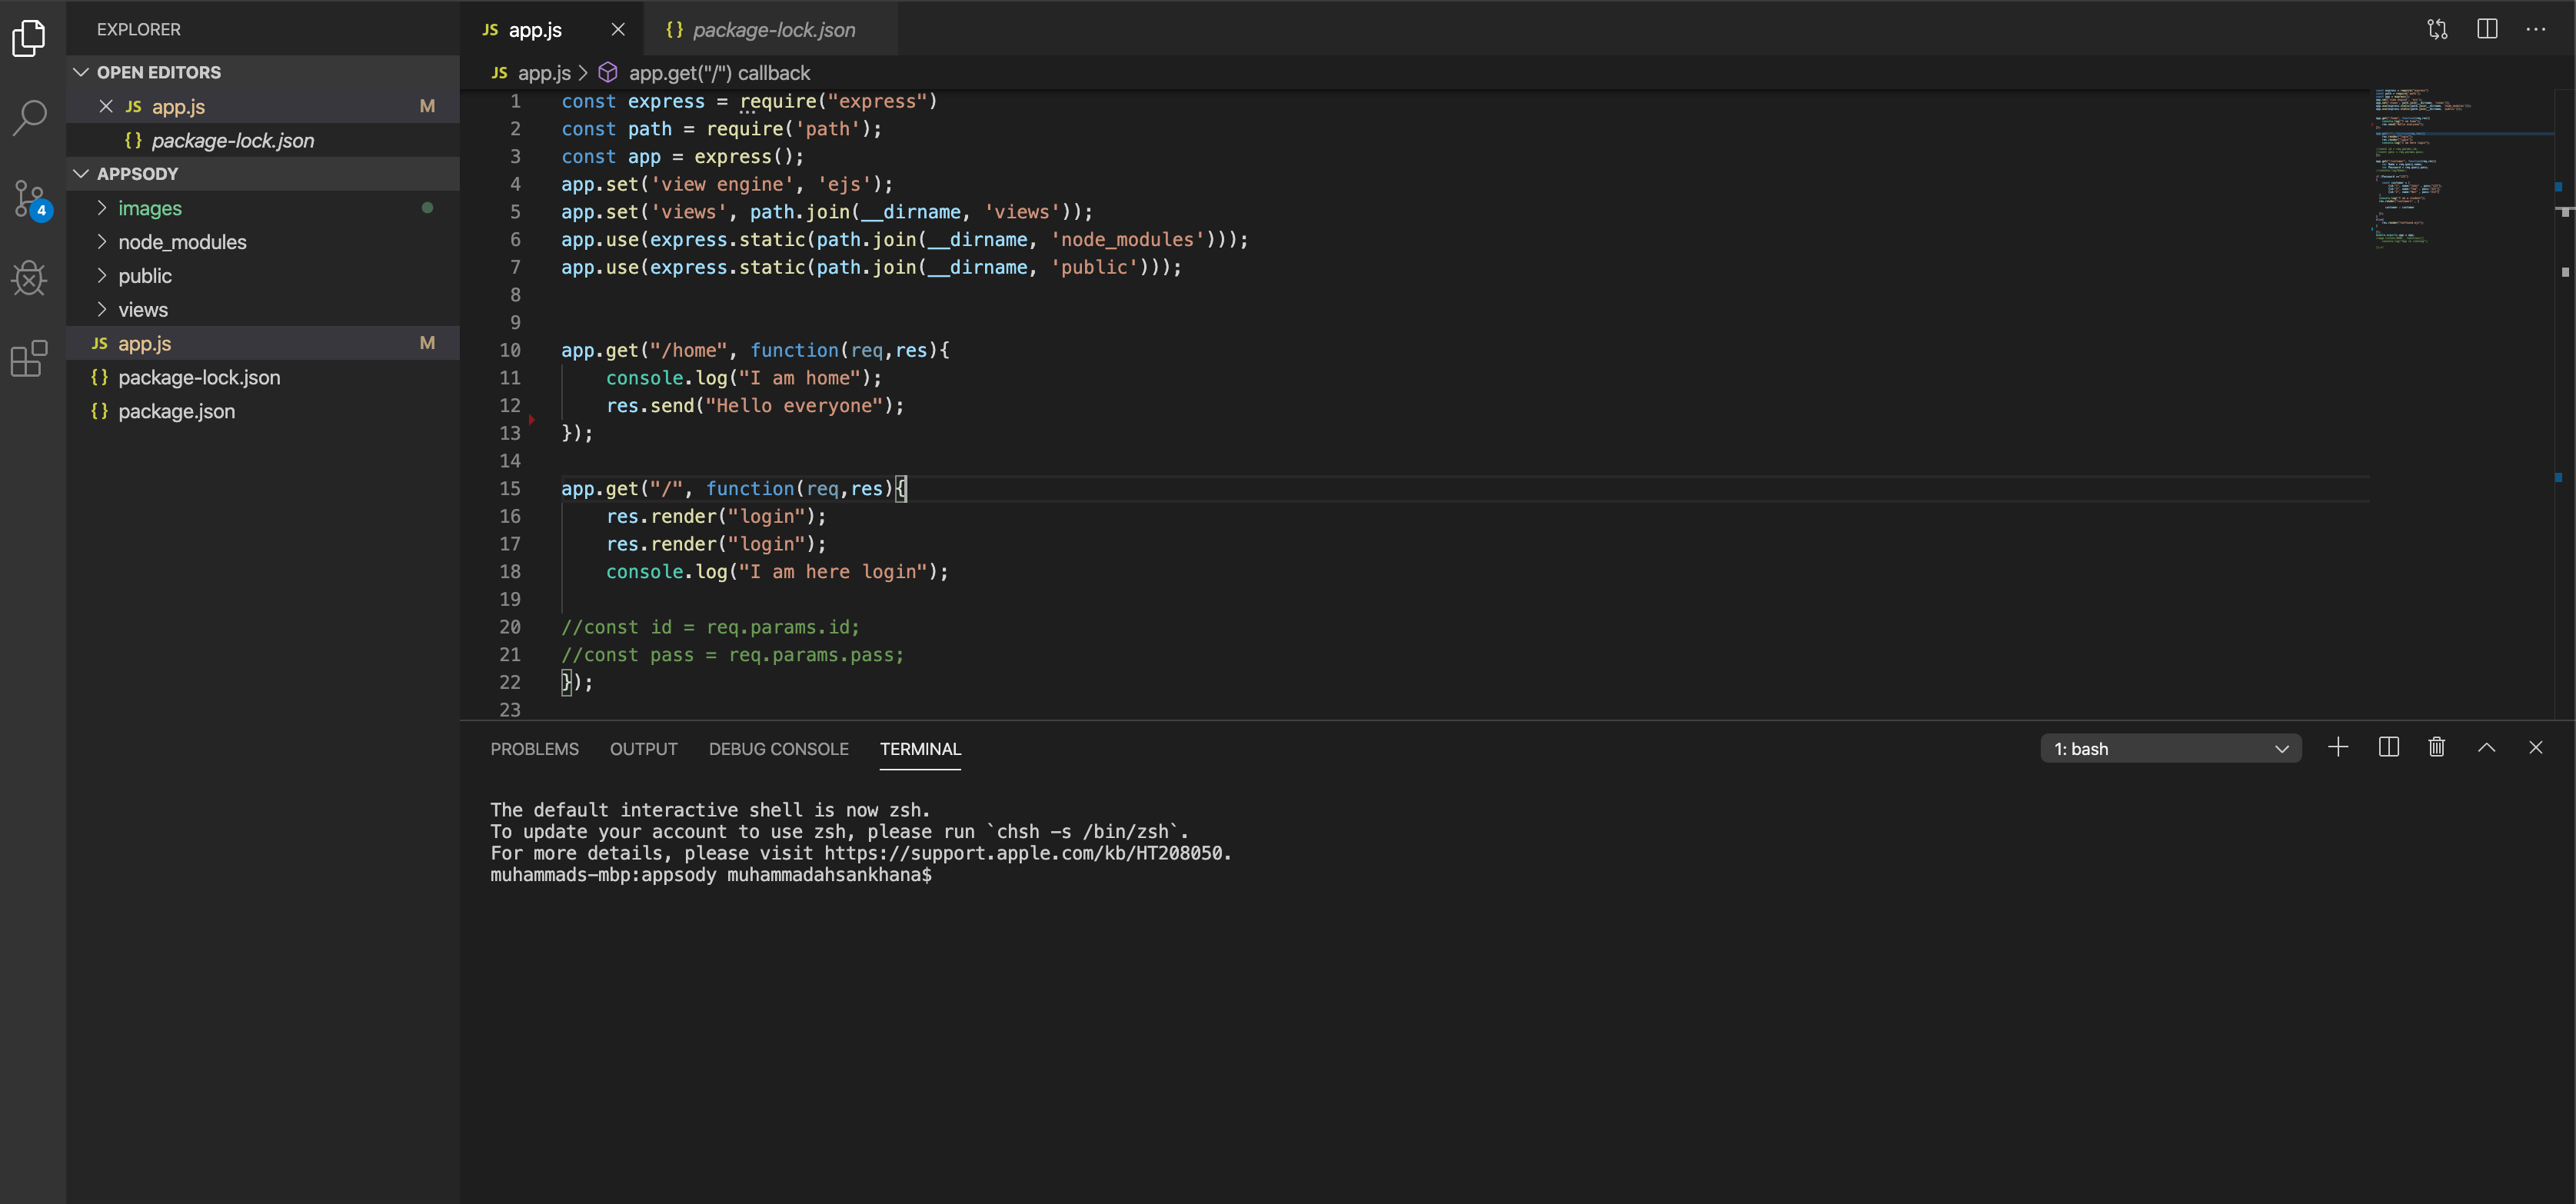 EXPLORER
OPEN EDITORS
JS app.js M
{} package-lock.json
APPSODY
images
node_modules
public
views
JS app.js M
{} package-lock.json
{} package.json
4
JS app.js
{} package-lock.json
JS app.js > app.get("/") callback
1 const express = require("express")
2 const path = require('path');
3 const app = express();
4 app.set('view engine', 'ejs');
5 app.set('views', path.join(__dirname, 'views'));
6 app.use(express.static(path.join(__dirname, 'node_modules')));
7 app.use(express.static(path.join(__dirname, 'public')));
8
9
10 app.get("/home", function(req,res){
11 console.log("I am home");
12 res.send("Hello everyone");
13 });
14
15 app.get("/", function(req,res){
16 res.render("login");
17 res.render("login");
18 console.log("I am here login");
19
20 //const id = req.params.id;
21 //const pass = req.params.pass;
22 });
23
PROBLEMS OUTPUT DEBUG CONSOLE TERMINAL
1: bash
The default interactive shell is now zsh.
To update your account to use zsh, please run `chsh -s /bin/zsh`.
For more details, please visit https://support.apple.com/kb/HT208050.
muhammads-mbp:appsody muhammadahsankhana$